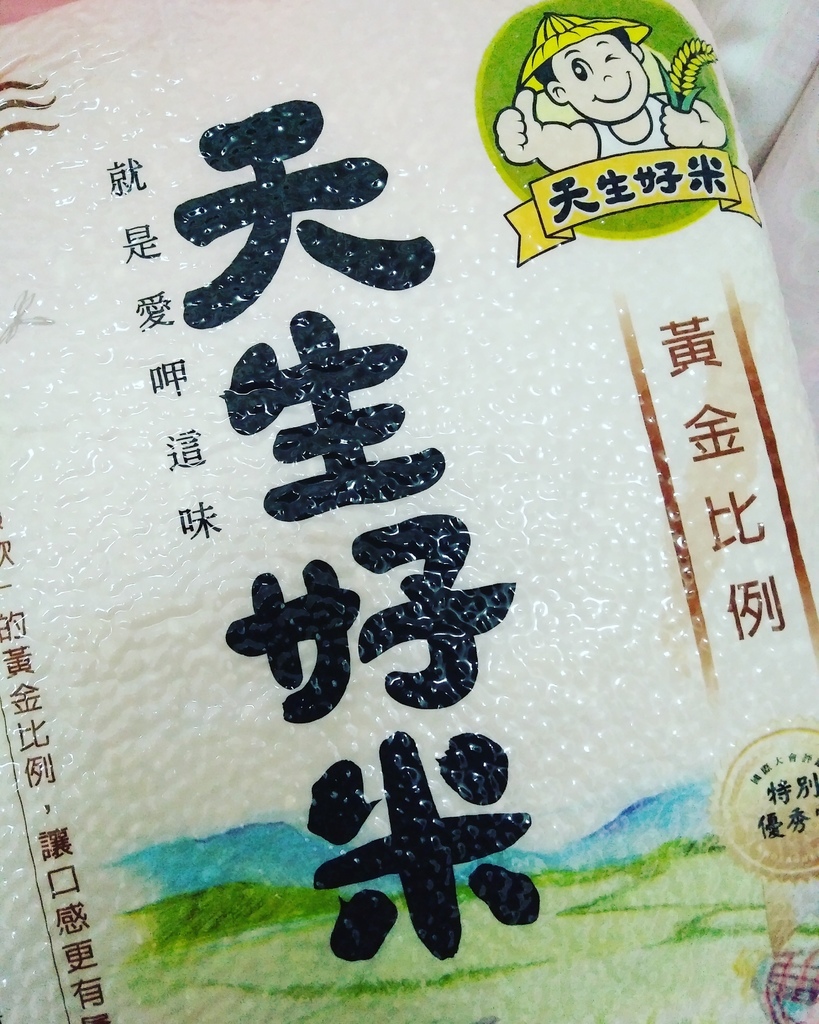 天生好米
黃金比例
天生好米
就是愛呷這味
的黃金比例，讓口感更有
特別
優秀